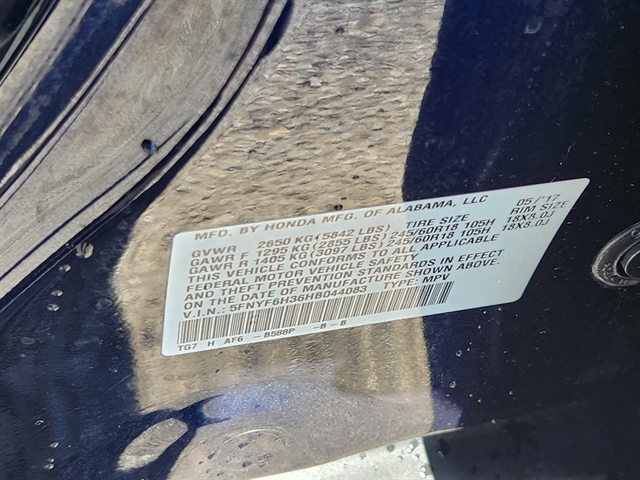 MFD. BY HONDA MFG. OF ALABAMA, LLC 05/'17
GVWR 2650 KG (5842 LBS) TIRE SIZE RIM SIZE
GAWR F 1295 KG (2855 LBS) 245/60R18 105H 18X8.0J
GAWR R 1405 KG (3097 LBS) 245/60R18 105H 18X8.0J
THIS VEHICLE CONFORMS TO ALL APPLICABLE
FEDERAL MOTOR VEHICLE SAFETY
AND THEFT PREVENTION STANDARDS IN EFFECT
ON THE DATE OF MANUFACTURE SHOWN ABOVE.
V.I.N.: 5FNYF6H36HB044083 TYPE: MPV
TG7 H AF6 -B588P -B-B